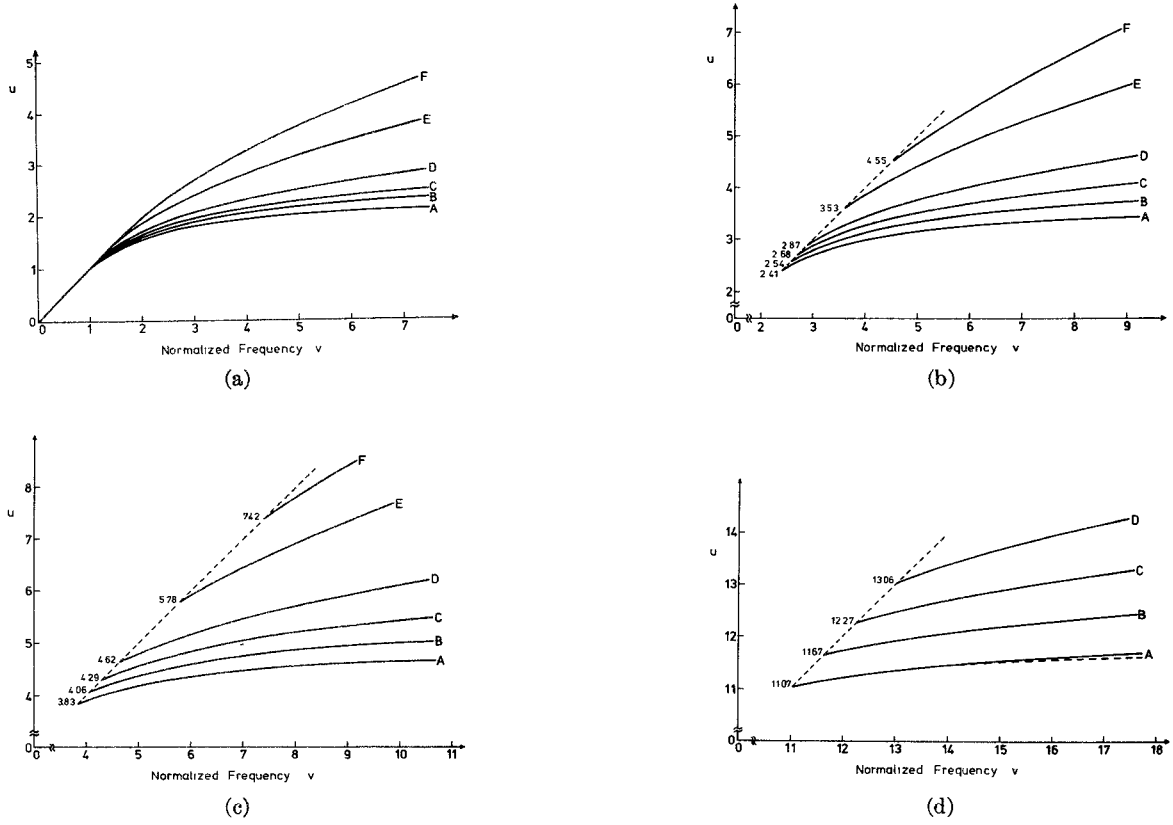 5
u
4
3
2
1
0
F
E
D
C
B
A
0 1 2 3 4 5 6 7
Normalized Frequency v
(a)
7
u
6
5
4
3
2
0
F
E
D
C
B
A
4 55
3 53
2 87
2 68
2 54
2 41
0 2 3 4 5 6 7 8 9
Normalized Frequency v
(b)
8
u
7
6
5
4
0
F
E
D
C
B
A
7 42
5 78
4 62
4 29
4 06
3.83
0 4 5 6 7 8 9 10 11
Normalized Frequency v
(c)
14
u
13
12
11
0
D
C
B
A
13 06
12 27
11 67
11 07
0 11 12 13 14 15 16 17 18
Normalized Frequency v
(d)